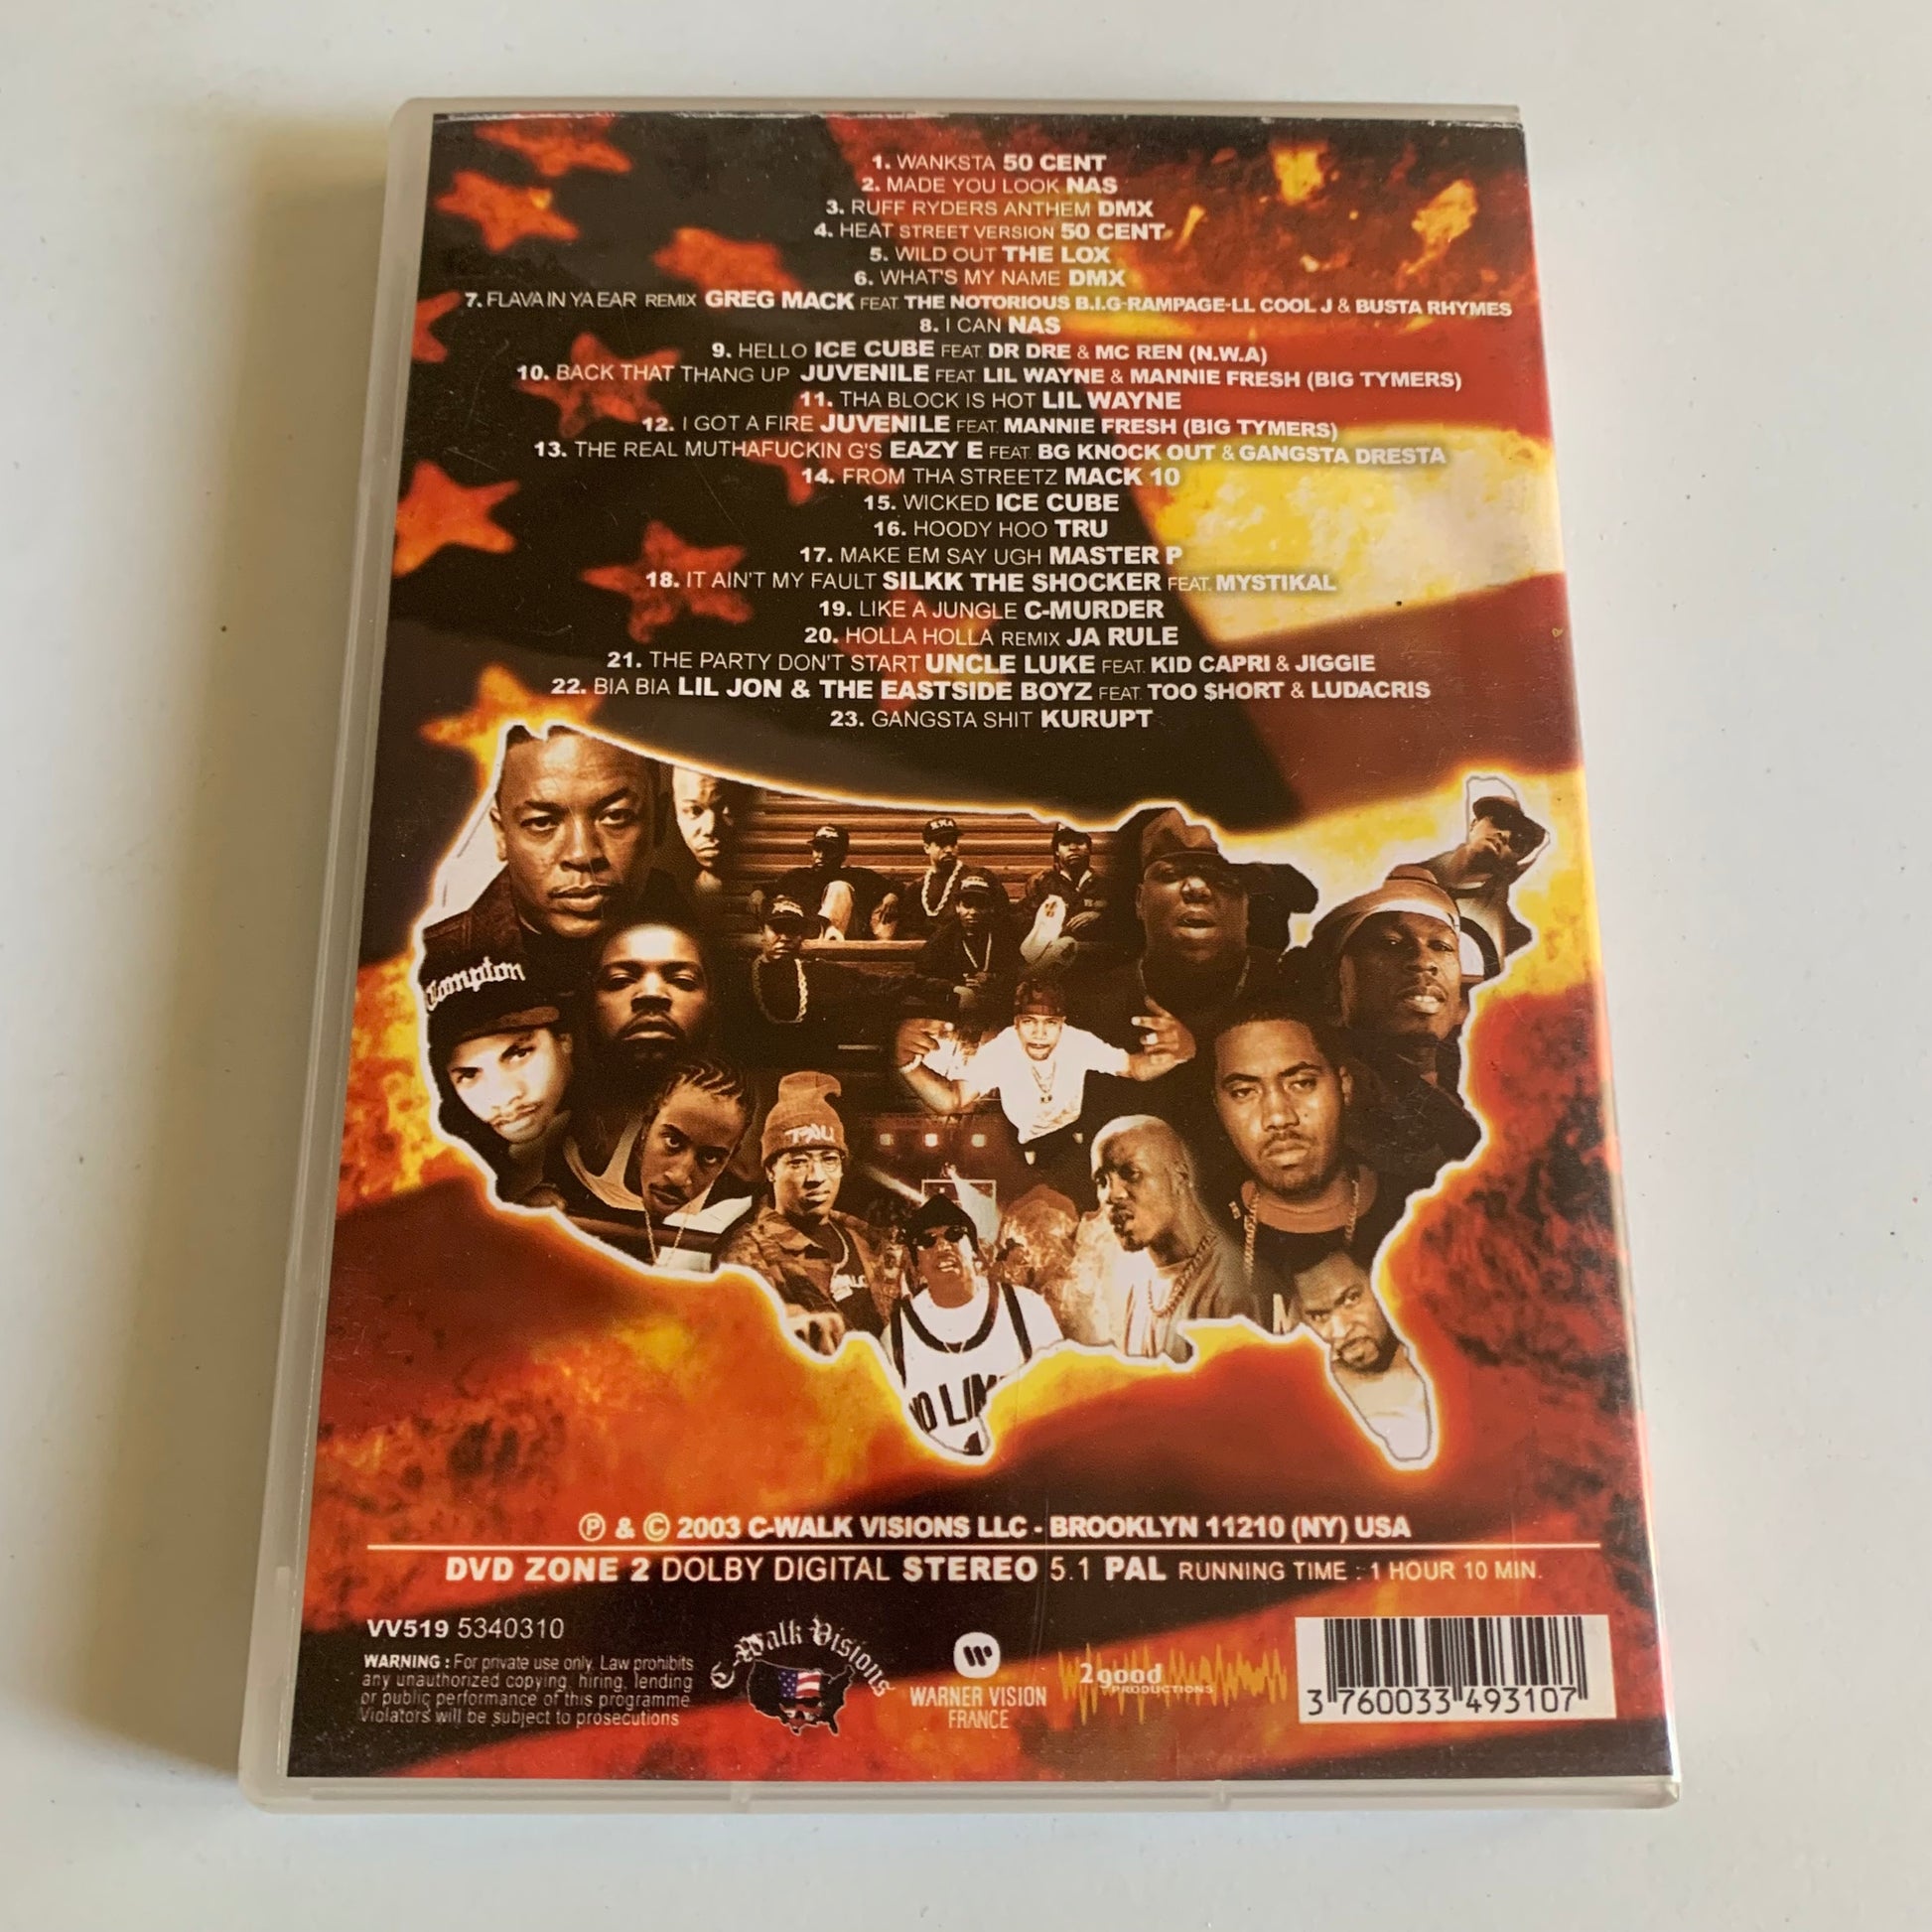 1. WANKSTA 50 CENT
2. MADE YOU LOOK NAS
3. RUFF RYDERS ANTHEM DMX
4. HEAT STREET VERSION 50 CENT
5. WILD OUT THE LOX
6. WHAT'S MY NAME DMX
7. FLAVA IN YA EAR REMIX GREG MACK FEAT. THE NOTORIOUS B.I.G-RAMPAGE-LL COOL J & BUSTA RHYMES
8. I CAN NAS
9. HELLO ICE CUBE FEAT. DR DRE & MC REN (N.W.A)
10. BACK THAT THANG UP JUVENILE FEAT. LIL WAYNE & MANNIE FRESH (BIG TYMERS)
11. THA BLOCK IS HOT LIL WAYNE
12. I GOT A FIRE JUVENILE FEAT. MANNIE FRESH (BIG TYMERS)
13. THE REAL MUTHAFUCKIN G'S EAZY E FEAT. BG KNOCK OUT & GANGSTA DRESTA
14. FROM THA STREETZ MACK 10
15. WICKED ICE CUBE
16. HOODY HOO TRU
17. MAKE EM SAY UGH MASTER P
18. IT AIN'T MY FAULT SILKK THE SHOCKER FEAT. MYSTIKAL
19. LIKE A JUNGLE C-MURDER
20. HOLLA HOLLA REMIX JA RULE
21. THE PARTY DON'T START UNCLE LUKE FEAT. KID CAPRI & JIGGIE
22. BIA BIA LIL JON & THE EASTSIDE BOYZ FEAT. TOO $HORT & LUDACRIS
23. GANGSTA SHIT KURUPT
Compton
NO LIM
Ⓟ & © 2003 C-WALK VISIONS LLC - BROOKLYN 11210 (NY) USA
DVD ZONE 2 DOLBY DIGITAL STEREO 5.1 PAL RUNNING TIME : 1 HOUR 10 MIN.
VV519 5340310
WARNING : For private use only. Law prohibits
any unauthorized copying, hiring, lending
or public performance of this programme.
Violators will be subject to prosecutions
C-Walk Visions
WARNER VISION
FRANCE
2good
PRODUCTIONS
3 760033 493107